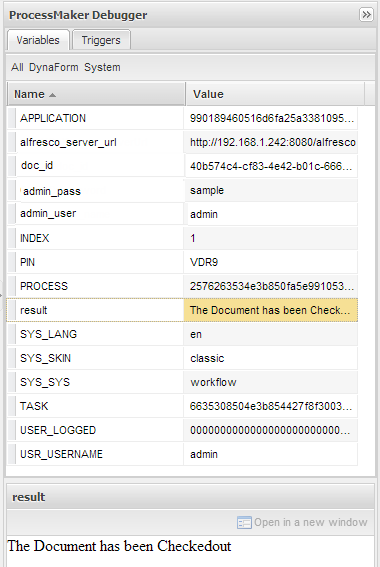 ProcessMaker Debugger
Variables Triggers
All DynaForm System
Name Value
APPLICATION 990189460516d6fa25a3381095...
alfresco_server_url http://192.168.1.242:8080/alfresco
doc_id 40b574c4-cf83-4e42-b01c-666...
admin_pass sample
admin_user admin
INDEX 1
PIN VDR9
PROCESS 2576263534e3b850fa5e991053...
result The Document has been Check...
SYS_LANG en
SYS_SKIN classic
SYS_SYS workflow
TASK 6635308504e3b854427f8f3003...
USER_LOGGED 00000000000000000000000000...
USR_USERNAME admin
result
Open in a new window
The Document has been Checkedout